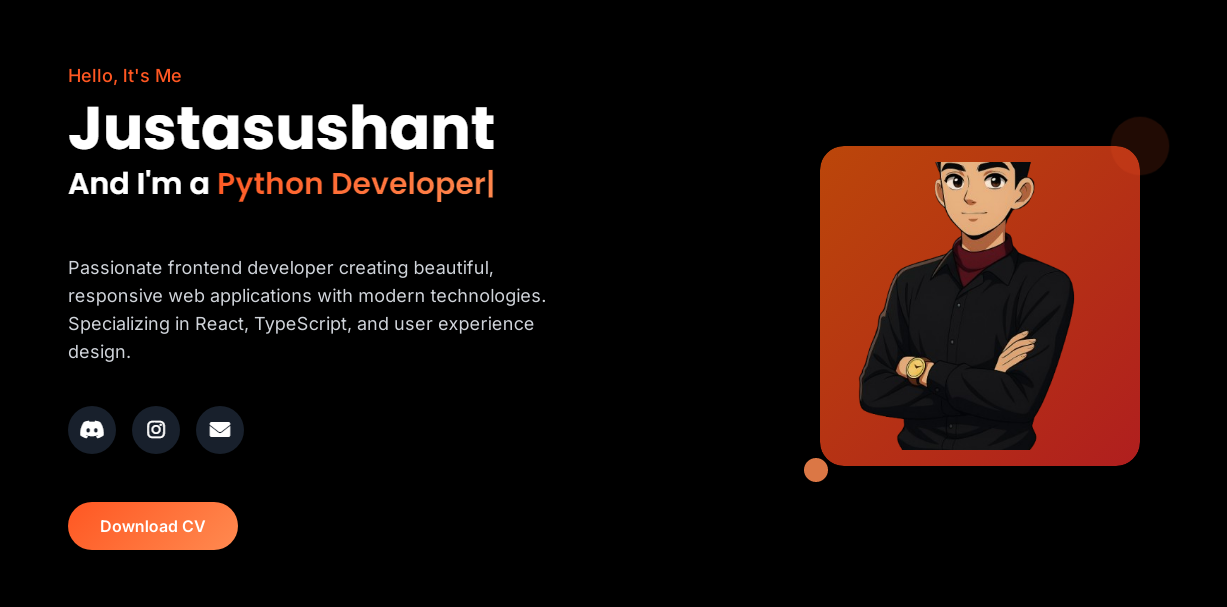 Hello, It's Me
Justasushant
And I'm a Python Developer|
Passionate frontend developer creating beautiful,
responsive web applications with modern technologies.
Specializing in React, TypeScript, and user experience
design.
Download CV